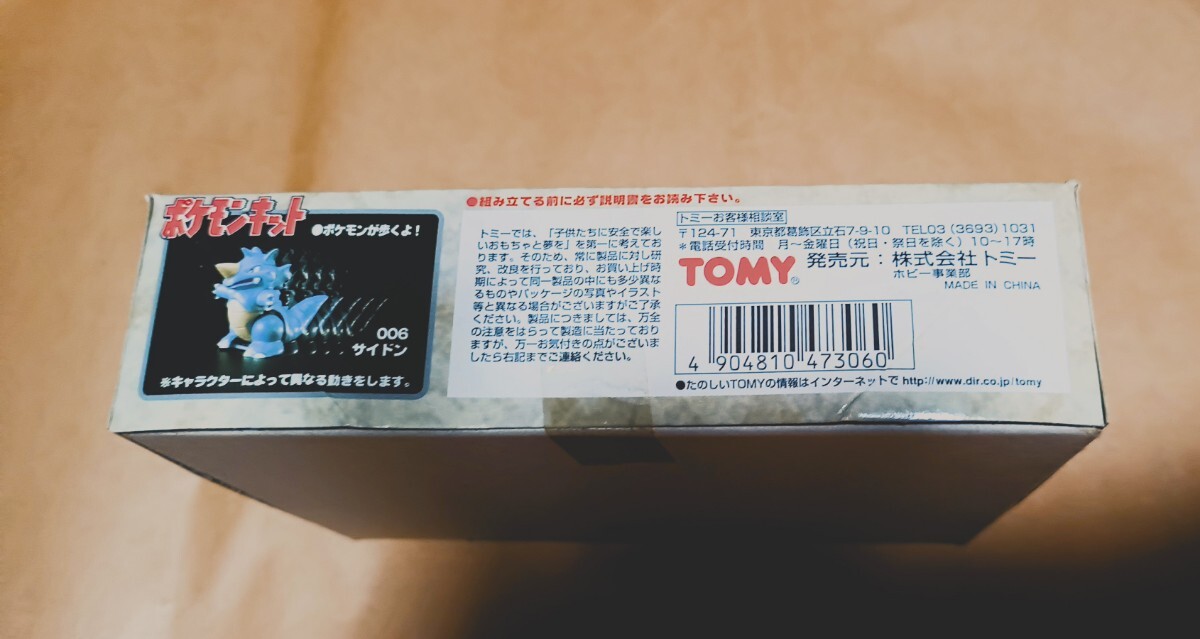 ポケモンキット
●ポケモンが歩くよ!
006
サイドン
※キャラクターによって異なる動きをします。
●組み立てる前に必ず説明書をお読み下さい。
トミーでは、「子供たちに安全で楽し
いおもちゃと夢を」を第一に考えてお
ります。そのため、常に製品に対し研
究、改良を行っており、お買い上げ時
期によって同一製品の中にも多少異な
るものやパッケージの写真やイラスト
等と異なる場合がございますがご了承
ください。製品につきましては、万全
の注意をはらって製造に当たっており
ますが、万一お気付きの点がございま
したら右記までご連絡ください。
トミーお客様相談室
〒124-71 東京都葛飾区立石7-9-10 TEL03(3693)1031
*電話受付時間 月~金曜日(祝日・祭日を除く)10~17時
TOMY® 発売元:株式会社トミー
ホビー事業部
MADE IN CHINA
4 904810 473060
●たのしいTOMYの情報はインターネットで http://www.dir.co.jp/tomy